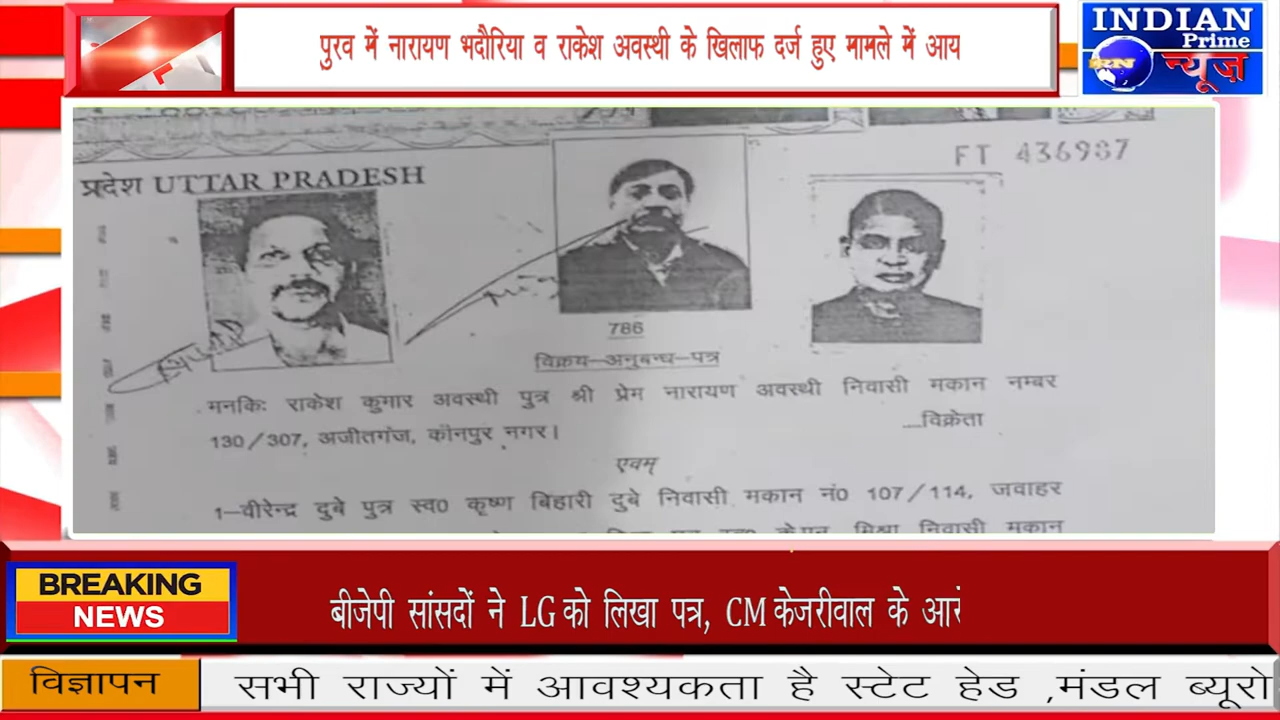 पुरव में नारायण भदौरिया व राकेश अवस्थी के खिलाफ दर्ज हुए मामले में आय
INDIAN
Prime
RN न्यूज़
FT 436987
प्रदेश UTTAR PRADESH
786
विक्रय-अनुबन्ध-पत्र
मनकिः राकेश कुमार अवस्थी पुत्र श्री प्रेम नारायण अवस्थी निवासी मकान नम्बर
130/307, अजीतगंज, कानपुर नगर।
....विक्रेता
एवम्
1-वीरेन्द्र दुबे पुत्र स्व0 कृष्ण बिहारी दुबे निवासी मकान नं0 107/114, जवाहर
मिश्रा निवासी मकान
BREAKING
NEWS
बीजेपी सांसदों ने LG को लिखा पत्र, CM केजरीवाल के
विज्ञापन
सभी राज्यों में आवश्यकता है स्टेट हेड ,मंडल ब्यूरो